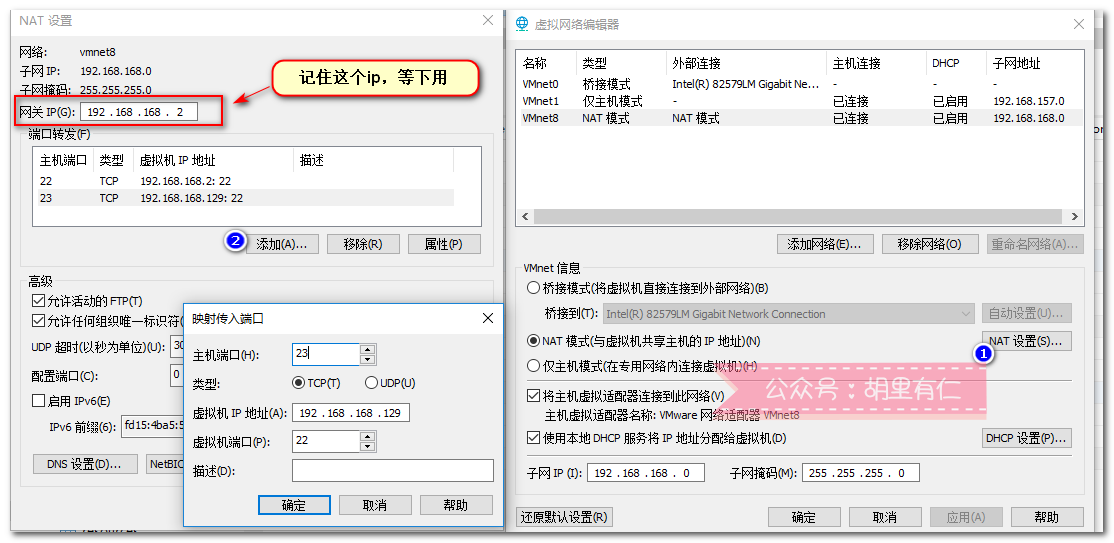 NAT 设置
网络: vmnet8
子网 IP: 192.168.168.0
子网掩码: 255.255.255.0
网关 IP(G): 192 .168 .168 . 2
记住这个ip，等下用
端口转发(F)
主机端口 类型 虚拟机 IP 地址 描述
22 TCP 192.168.168.2: 22
23 TCP 192.168.168.129: 22
2 添加(A)... 移除(R) 属性(P)
高级
允许活动的 FTP(T)
允许任何组织唯一标识符(
UDP 超时(以秒为单位)(U): 30
配置端口(C): 0
启用 IPv6(E)
IPv6 前缀(6): fd15:4ba5:5
DNS 设置(D)... NetBIO
映射传入端口
主机端口(H): 23
类型: TCP(T) UDP(U)
虚拟机 IP 地址(A): 192 .168 .168 .129
虚拟机端口(P): 22
描述(D):
确定 取消 帮助
虚拟网络编辑器
名称 类型 外部连接 主机连接 DHCP 子网地址
VMnet0 桥接模式 Intel(R) 82579LM Gigabit Ne... - -
VMnet1 仅主机模式 - 已连接 已启用 192.168.157.0
VMnet8 NAT 模式 NAT 模式 已连接 已启用 192.168.168.0
添加网络(E)... 移除网络(O) 重命名网络(A)...
VMnet 信息
桥接模式(将虚拟机直接连接到外部网络)(B)
桥接到(T): Intel(R) 82579LM Gigabit Network Connection 自动设置(U)...
NAT 模式(与虚拟机共享主机的 IP 地址)(N) NAT 设置(S)...
1
仅主机模式(在专用网络内连接虚拟机)(H)
公众号：胡里有仁
将主机虚拟适配器连接到此网络(V)
主机虚拟适配器名称: VMware 网络适配器 VMnet8
使用本地 DHCP 服务将 IP 地址分配给虚拟机(D) DHCP 设置(P)...
子网 IP (I): 192 .168 .168 . 0 子网掩码(M): 255 .255 .255 . 0
还原默认设置(R) 确定 取消 应用(A) 帮助